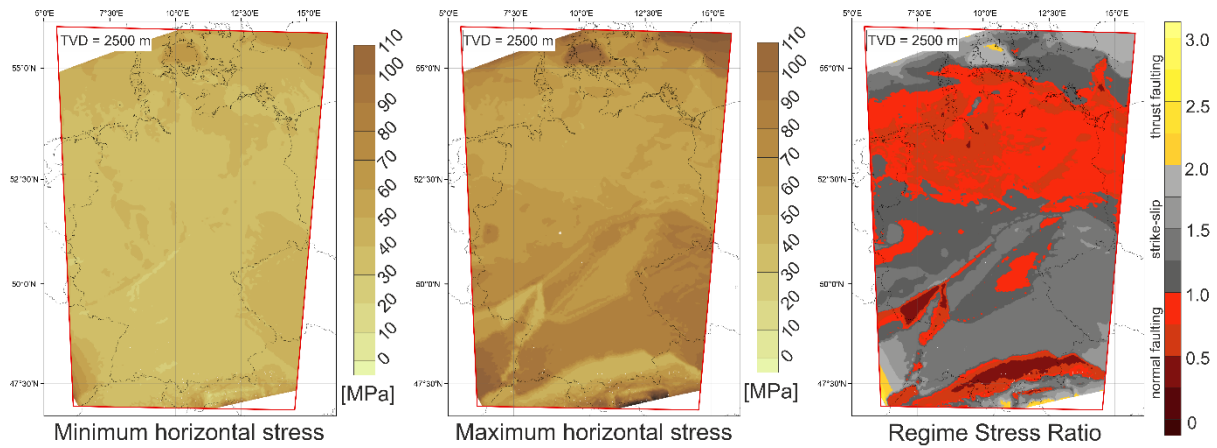 5°0'E 7°30'E 10°0'E 12°30'E 15°0'E
TVD = 2500 m
55°0'N
52°30'N
50°0'N
47°30'N
110
100
90
80
70
60
50
40
30
20
10
0
[MPa]
Minimum horizontal stress
5°0'E 7°30'E 10°0'E 12°30'E 15°0'E
TVD = 2500 m
65°0'N
52°30'N
50°0'N
47°30'N
110
100
90
80
70
60
50
40
30
20
10
0
[MPa]
Maximum horizontal stress
5°0'E 7°30'E 10°0'E 12°30'E 15°0'E
TVD = 2500 m
65°0'N
52°30'N
50°0'N
47°30'N
thrust faulting
strike-slip
normal faulting
3.0
2.5
2.0
1.5
1.0
0.5
0
Regime Stress Ratio